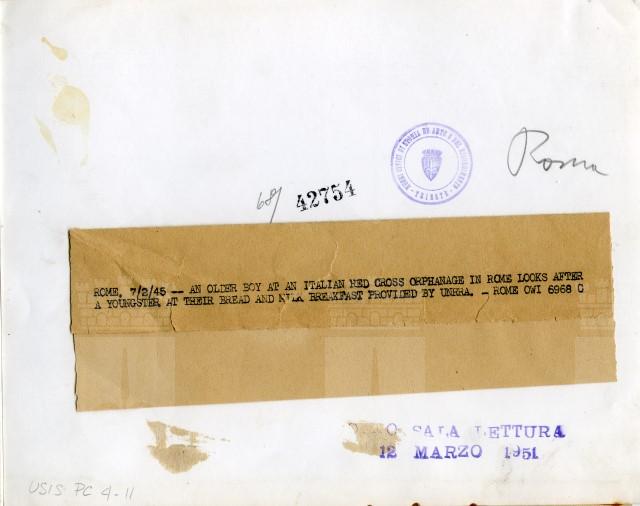 Roma
68/ 42754
TRIESTE
ROME, 7/2/45 -- AN OLDER BOY AT AN ITALIAN RED CROSS ORPHANAGE IN ROME LOOKS AFTER
A YOUNGSTER AT THEIR BREAD AND MILK BREAKFAST PROVIDED BY UNRRA. - ROME OWI 6968 C
SALA LETTURA
12 MARZO 1951
USIS PC 4-11